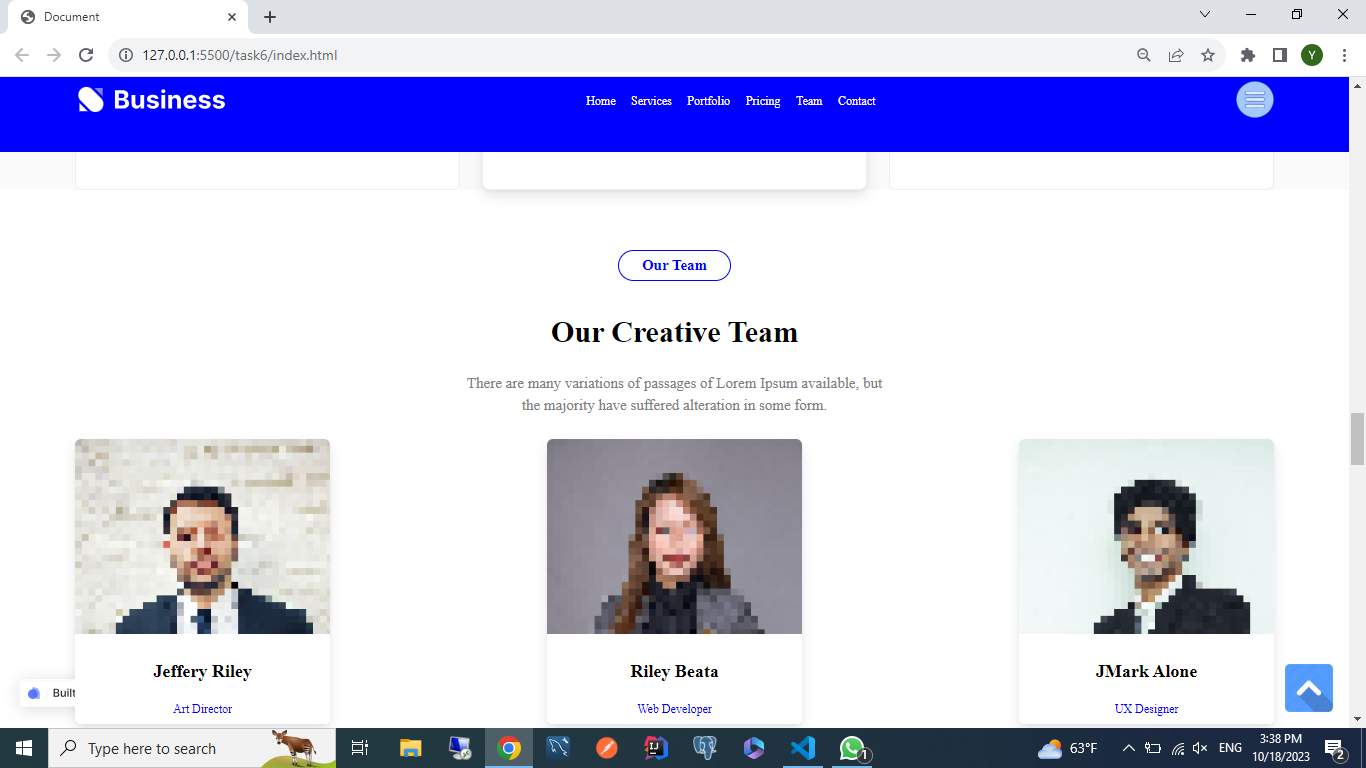 Document
127.0.0.1:5500/task6/index.html
Y
Business
Home Services Portfolio Pricing Team Contact
Our Team
Our Creative Team
There are many variations of passages of Lorem Ipsum available, but
the majority have suffered alteration in some form.
Jeffery Riley
Riley Beata
JMark Alone
Built
Art Director
Web Developer
UX Designer
Type here to search
1
63°F
ENG
3:38 PM
10/18/2023
2